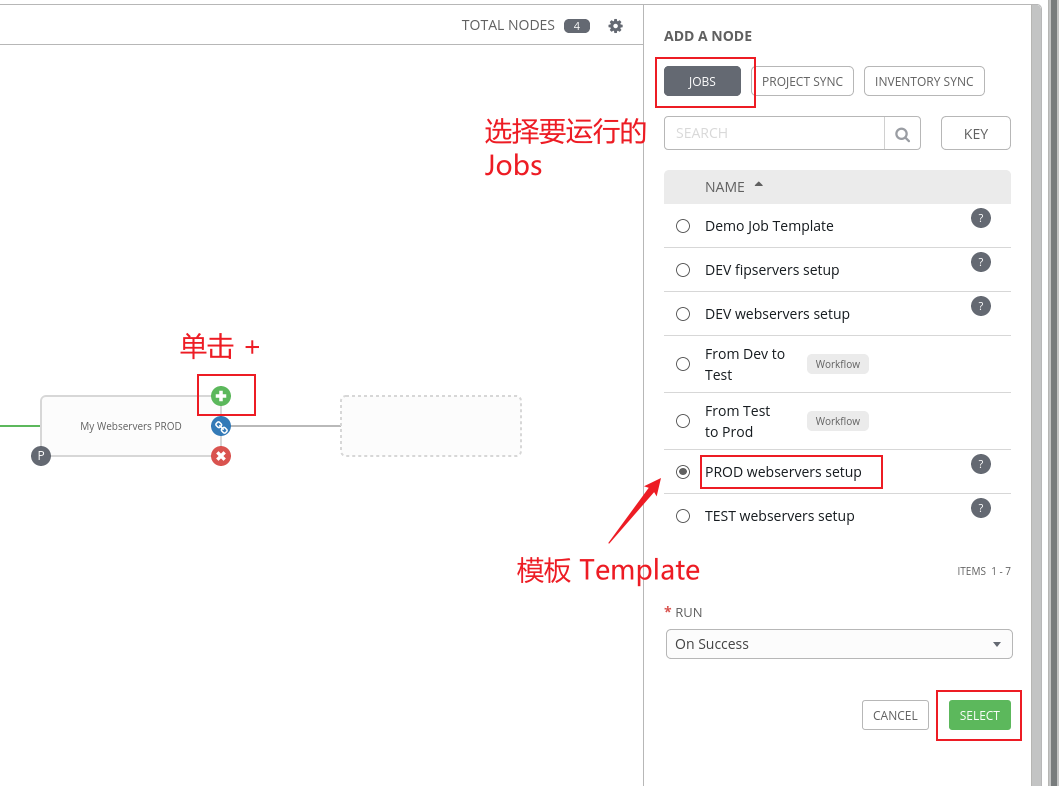 TOTAL NODES 4
ADD A NODE
JOBS PROJECT SYNC INVENTORY SYNC
选择要运行的
Jobs
SEARCH KEY
NAME
Demo Job Template ?
DEV fipservers setup ?
DEV webservers setup ?
From Dev to
Test
Workflow
From Test
to Prod
Workflow
PROD webservers setup ?
TEST webservers setup ?
单击 +
My Webservers PROD
P
模板 Template
ITEMS 1 - 7
* RUN
On Success
CANCEL SELECT